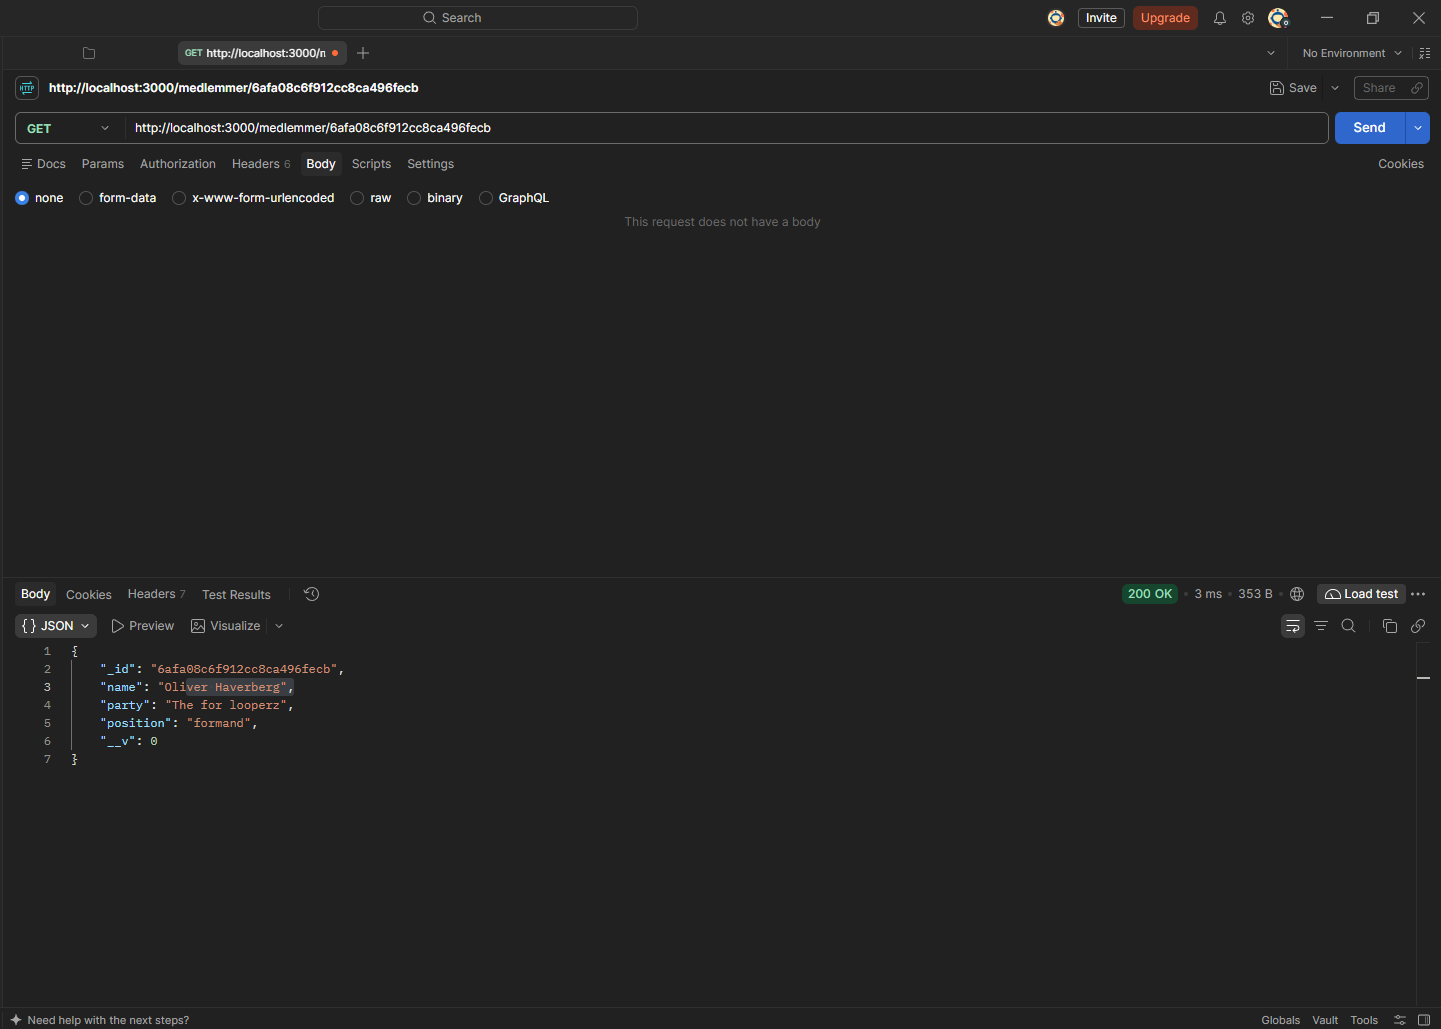 Search
Invite
Upgrade
GET http://localhost:3000/n
No Environment
HTTP
http://localhost:3000/medlemmer/6afa08c6f912cc8ca496fecb
Save
Share
GET
http://localhost:3000/medlemmer/6afa08c6f912cc8ca496fecb
Send
Docs
Params
Authorization
Headers 6
Body
Scripts
Settings
Cookies
none
form-data
x-www-form-urlencoded
raw
binary
GraphQL
This request does not have a body
Body
Cookies
Headers 7
Test Results
200 OK
3 ms
353 B
Load test
{ } JSON
Preview
Visualize
1 {
2 "_id": "6afa08c6f912cc8ca496fecb",
3 "name": "Oliver Haverberg",
4 "party": "The for looperz",
5 "position": "formand",
6 "__v": 0
7 }
Need help with the next steps?
Globals
Vault
Tools